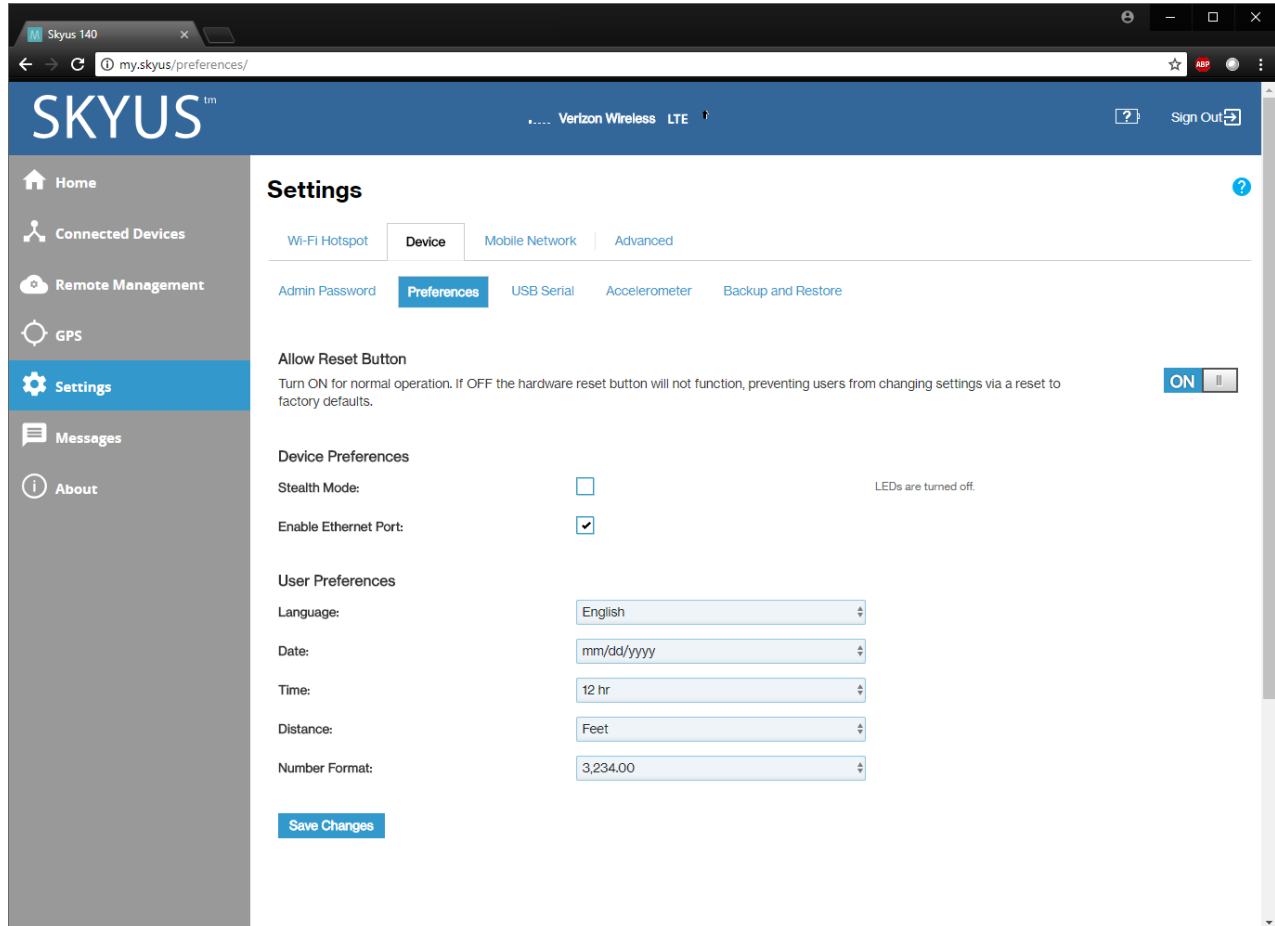 Skyus 140
my.skyus/preferences/
ABP
SKYUS™
Verizon Wireless LTE
?
Sign Out
Home
Connected Devices
Remote Management
GPS
Settings
Messages
About
Settings
?
Wi-Fi Hotspot Device Mobile Network Advanced
Admin Password Preferences USB Serial Accelerometer Backup and Restore
Allow Reset Button
Turn ON for normal operation. If OFF the hardware reset button will not function, preventing users from changing settings via a reset to
factory defaults.
ON
Device Preferences
Stealth Mode: LEDs are turned off.
Enable Ethernet Port:
User Preferences
Language: English
Date: mm/dd/yyyy
Time: 12 hr
Distance: Feet
Number Format: 3,234.00
Save Changes